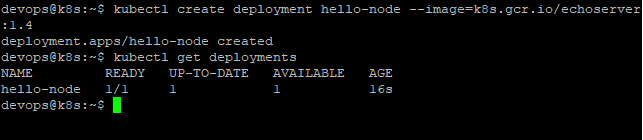 devops@k8s:~$ kubectl create deployment hello-node --image=k8s.gcr.io/echoserver
:1.4
deployment.apps/hello-node created
devops@k8s:~$ kubectl get deployments
NAME         READY   UP-TO-DATE   AVAILABLE   AGE
hello-node   1/1     1            1           16s
devops@k8s:~$